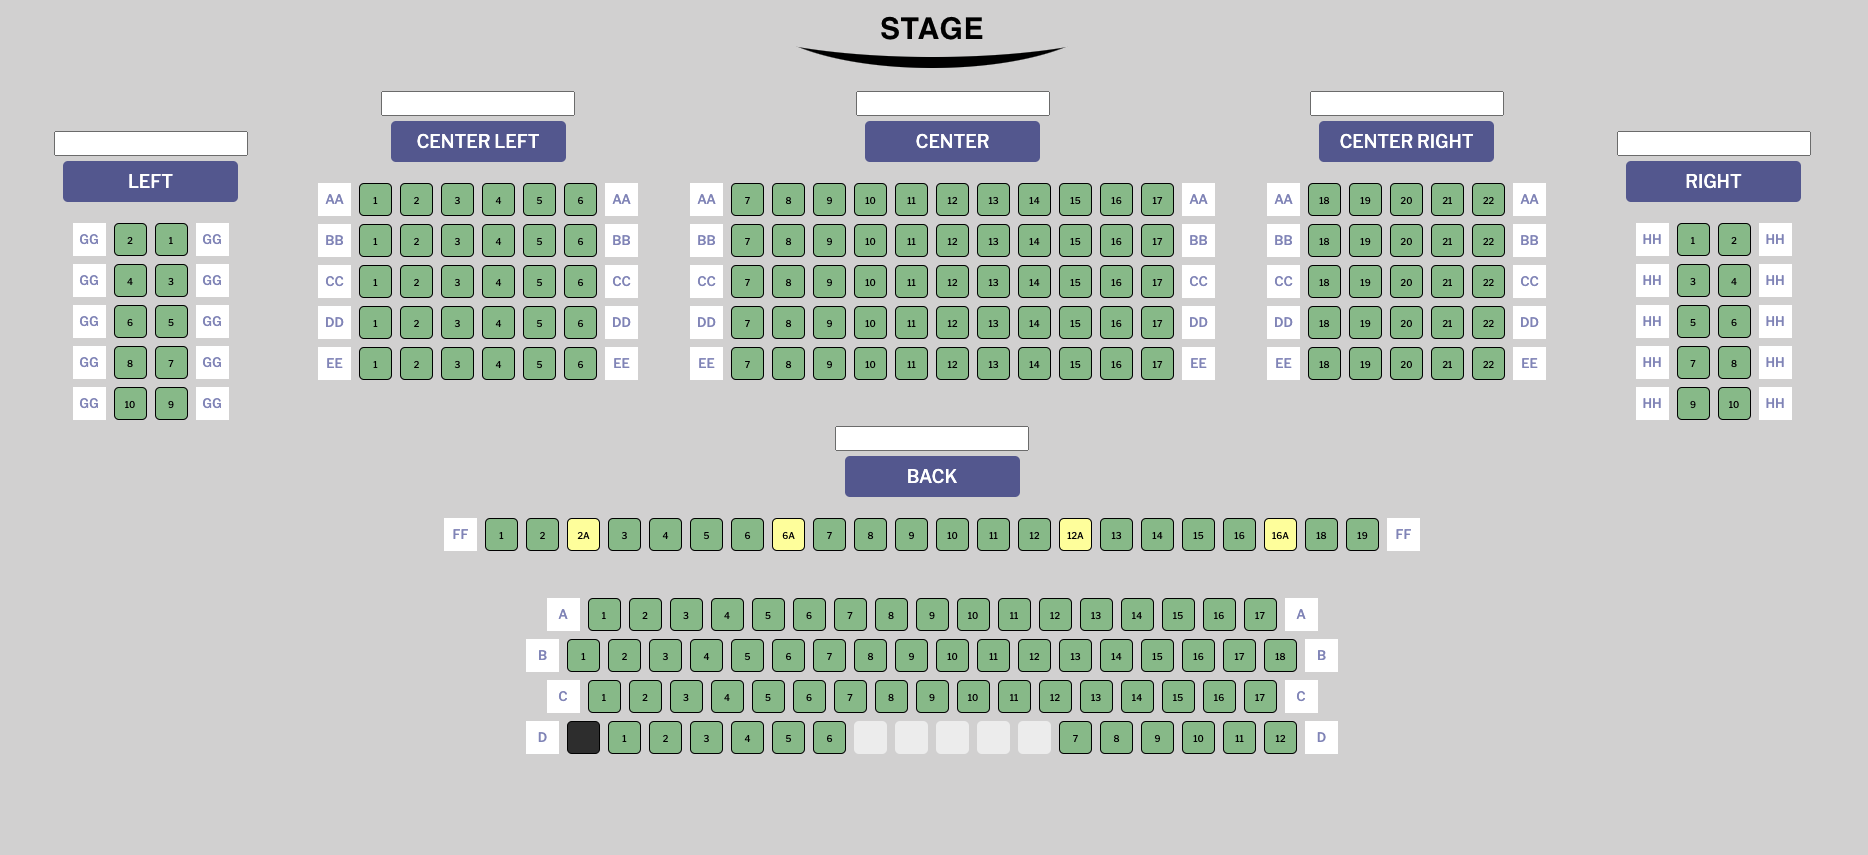 STAGE
CENTER LEFT CENTER CENTER RIGHT
LEFT RIGHT
AA 1 2 3 4 5 6 AA AA 7 8 9 10 11 12 13 14 15 16 17 AA AA 18 19 20 21 22 AA
GG 2 1 GG BB 1 2 3 4 5 6 BB BB 7 8 9 10 11 12 13 14 15 16 17 BB BB 18 19 20 21 22 BB HH 1 2 HH
GG 4 3 GG CC 1 2 3 4 5 6 CC CC 7 8 9 10 11 12 13 14 15 16 17 CC CC 18 19 20 21 22 CC HH 3 4 HH
GG 6 5 GG DD 1 2 3 4 5 6 DD DD 7 8 9 10 11 12 13 14 15 16 17 DD DD 18 19 20 21 22 DD HH 5 6 HH
GG 8 7 GG EE 1 2 3 4 5 6 EE EE 7 8 9 10 11 12 13 14 15 16 17 EE EE 18 19 20 21 22 EE HH 7 8 HH
GG 10 9 GG HH 9 10 HH
BACK
FF 1 2 2A 3 4 5 6 6A 7 8 9 10 11 12 12A 13 14 15 16 16A 18 19 FF
A 1 2 3 4 5 6 7 8 9 10 11 12 13 14 15 16 17 A
B 1 2 3 4 5 6 7 8 9 10 11 12 13 14 15 16 17 18 B
C 1 2 3 4 5 6 7 8 9 10 11 12 13 14 15 16 17 C
D 1 2 3 4 5 6 7 8 9 10 11 12 D